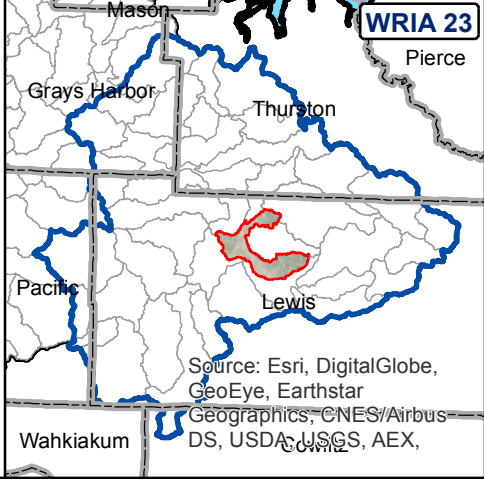 Mason
WRIA 23
Pierce
Grays Harbor
Thurston
Pacific
Lewis
Source: Esri, DigitalGlobe,
GeoEye, Earthstar
Geographics, CNES/Airbus
DS, USDA, USGS, AEX,
Wahkiakum
Cowlitz